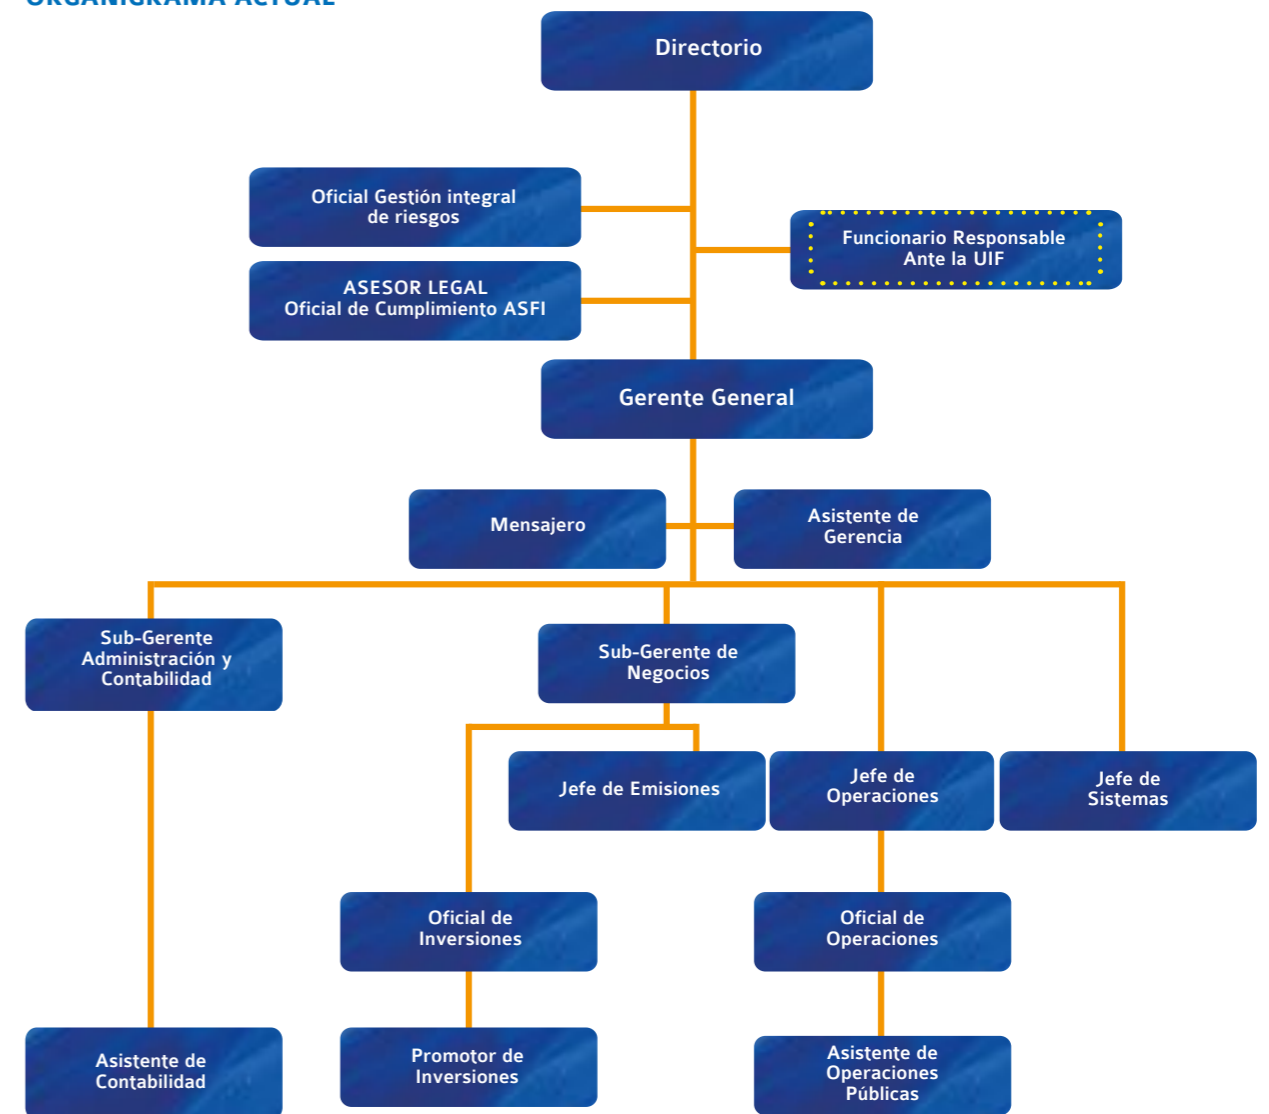 ORGANIGRAMA ACTUAL
Directorio
Oficial Gestión integral
de riesgos
Funcionario Responsable
Ante la UIF
ASESOR LEGAL
Oficial de Cumplimiento ASFI
Gerente General
Mensajero
Asistente de
Gerencia
Sub-Gerente
Administración y
Contabilidad
Sub-Gerente de
Negocios
Jefe de Emisiones
Jefe de
Operaciones
Jefe de
Sistemas
Oficial de
Inversiones
Oficial de
Operaciones
Asistente de
Contabilidad
Promotor de
Inversiones
Asistente de
Operaciones
Públicas